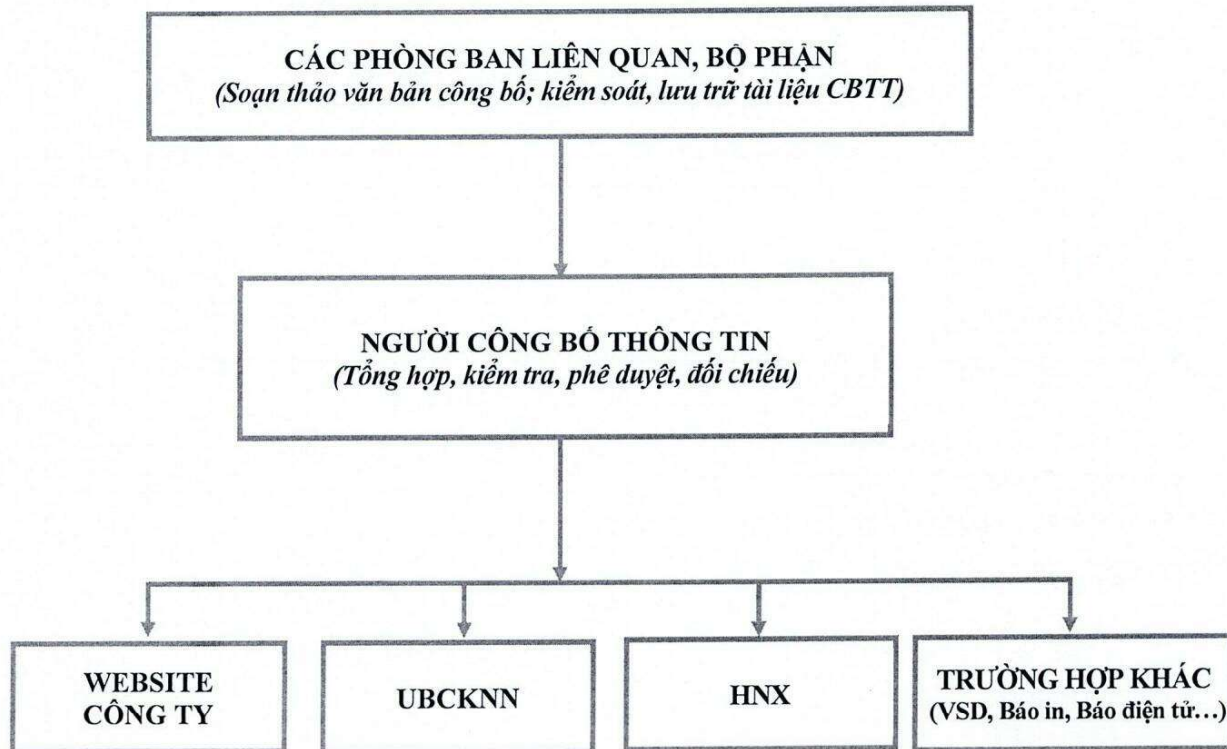 CÁC PHÒNG BAN LIÊN QUAN, BỘ PHẬN
(Soạn thảo văn bản công bố; kiểm soát, lưu trữ tài liệu CBTT)
NGƯỜI CÔNG BỐ THÔNG TIN
(Tổng hợp, kiểm tra, phê duyệt, đối chiếu)
WEBSITE
CÔNG TY
UBCKNN
HNX
TRƯỜNG HỢP KHÁC
(VSD, Báo in, Báo điện tử…)